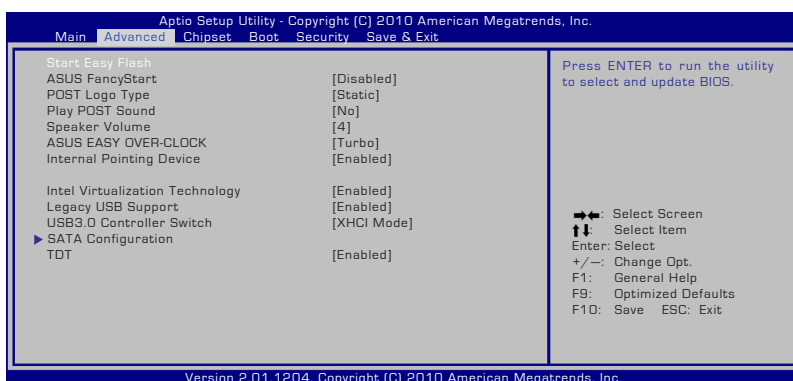 Aptio Setup Utility - Copyright (C) 2010 American Megatrends, Inc.
Main Advanced Chipset Boot Security Save & Exit
Start Easy Flash
ASUS FancyStart [Disabled]
POST Logo Type [Static]
Play POST Sound [No]
Speaker Volume [4]
ASUS EASY OVER-CLOCK [Turbo]
Internal Pointing Device [Enabled]
Intel Virtualization Technology [Enabled]
Legacy USB Support [Enabled]
USB3.0 Controller Switch [XHCI Mode]
SATA Configuration
TDT [Enabled]
Press ENTER to run the utility
to select and update BIOS.
→←: Select Screen
↑↓: Select Item
Enter: Select
+/—: Change Opt.
F1: General Help
F9: Optimized Defaults
F10: Save ESC: Exit
Version 2.01.1204. Copyright (C) 2010 American Megatrends, Inc.